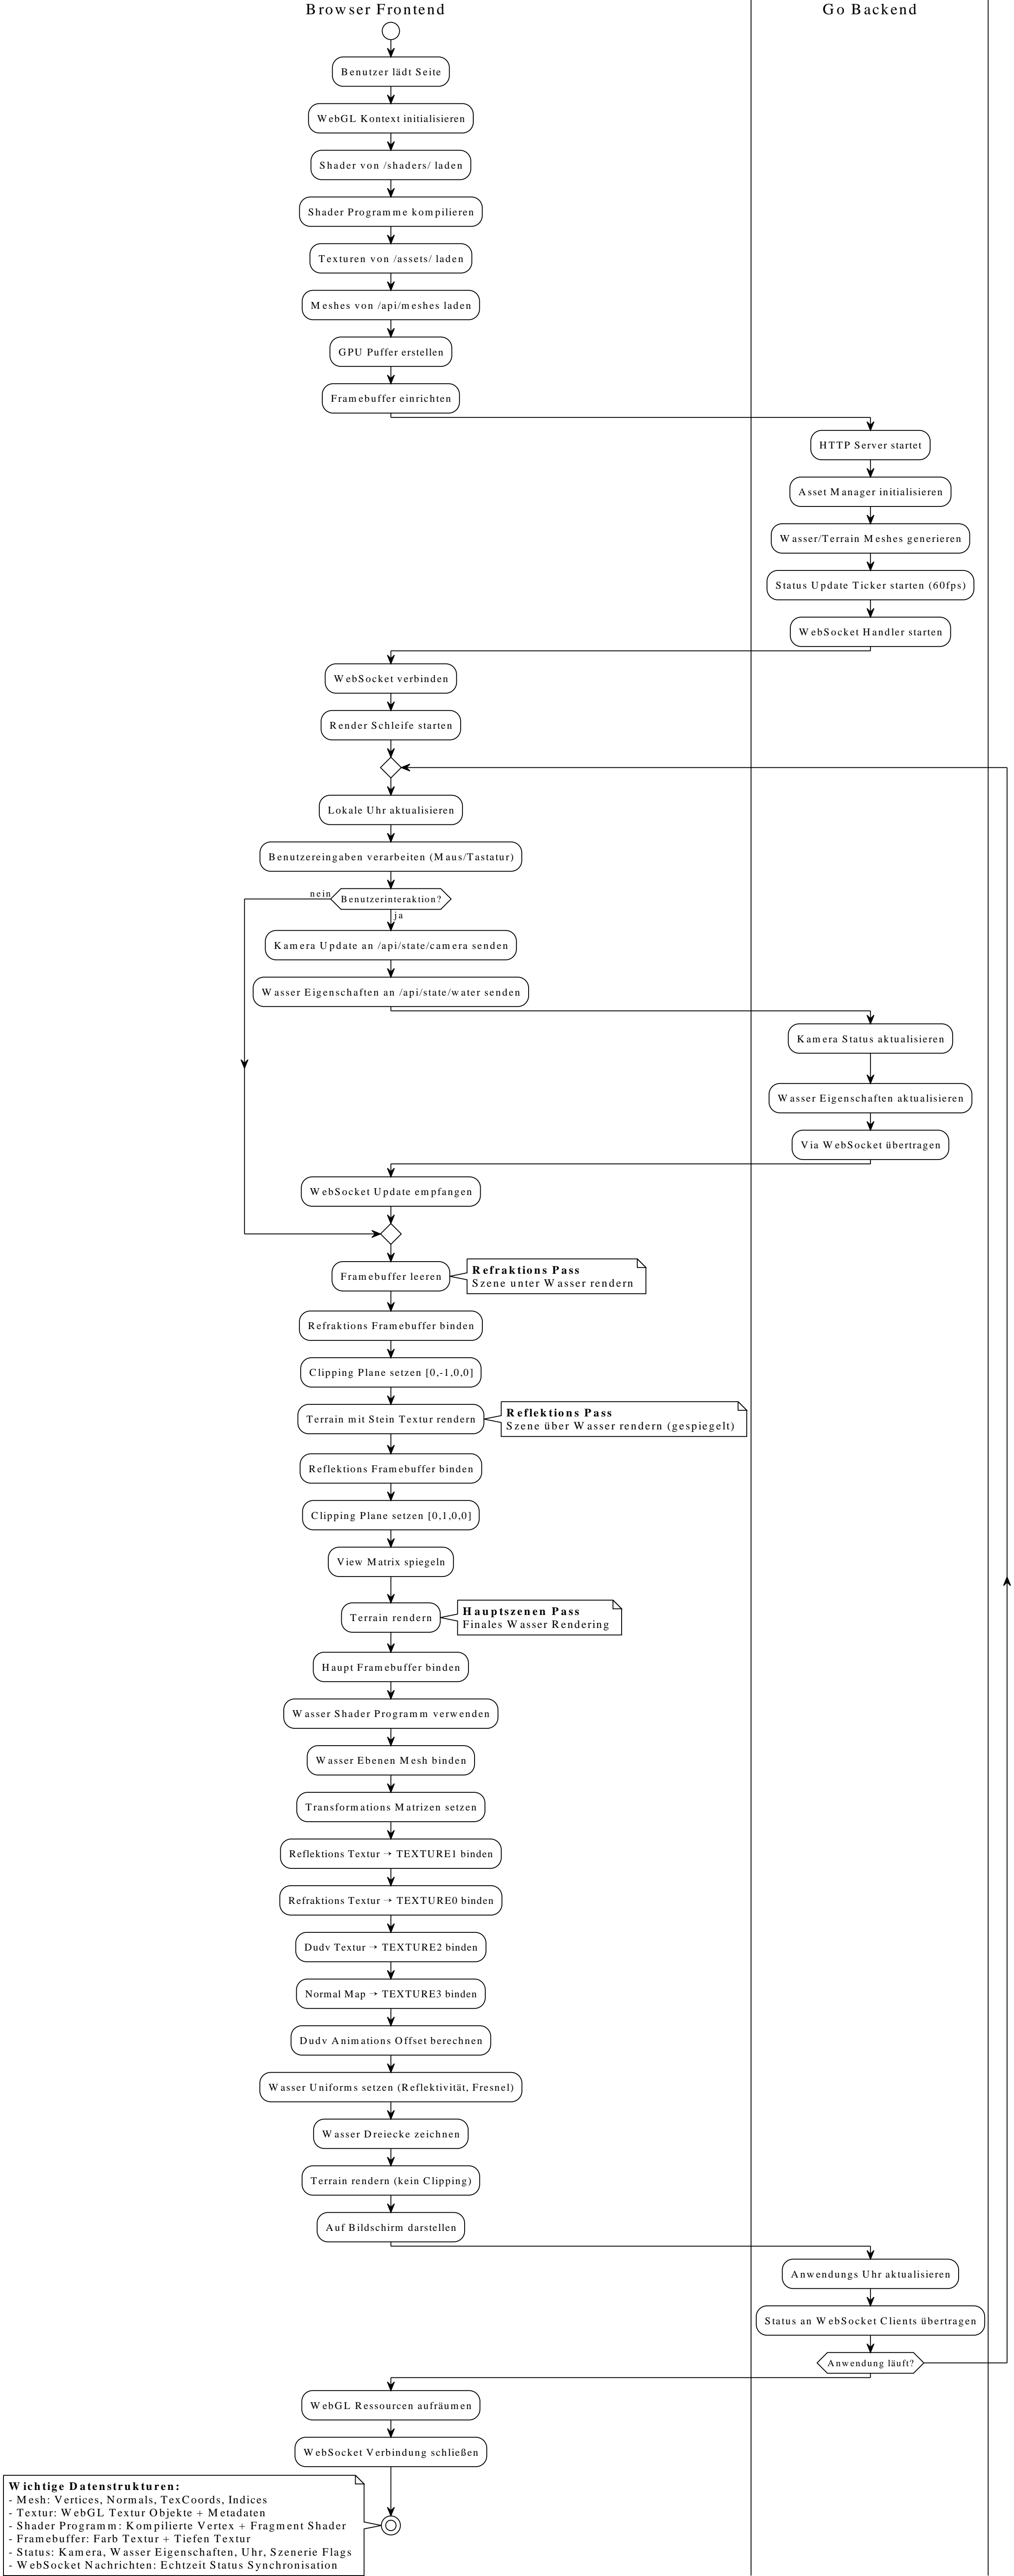 Browser Frontend
Go Backend
Benutzer lädt Seite
WebGL Kontext initialisieren
Shader von /shaders/ laden
Shader Programme kompilieren
Texturen von /assets/ laden
Meshes von /api/meshes laden
GPU Puffer erstellen
Framebuffer einrichten
HTTP Server startet
Asset Manager initialisieren
Wasser/Terrain Meshes generieren
Status Update Ticker starten (60fps)
WebSocket Handler starten
WebSocket verbinden
Render Schleife starten
Lokale Uhr aktualisieren
Benutzereingaben verarbeiten (Maus/Tastatur)
nein
Benutzerinteraktion?
ja
Kamera Update an /api/state/camera senden
Wasser Eigenschaften an /api/state/water senden
Kamera Status aktualisieren
Wasser Eigenschaften aktualisieren
Via WebSocket übertragen
WebSocket Update empfangen
Framebuffer leeren
Refraktions Pass
Szene unter Wasser rendern
Refraktions Framebuffer binden
Clipping Plane setzen [0,-1,0,0]
Terrain mit Stein Textur rendern
Reflektions Pass
Szene über Wasser rendern (gespiegelt)
Reflektions Framebuffer binden
Clipping Plane setzen [0,1,0,0]
View Matrix spiegeln
Terrain rendern
Hauptszenen Pass
Finales Wasser Rendering
Haupt Framebuffer binden
Wasser Shader Programm verwenden
Wasser Ebenen Mesh binden
Transformations Matrizen setzen
Reflektions Textur → TEXTURE1 binden
Refraktions Textur → TEXTURE0 binden
Dudv Textur → TEXTURE2 binden
Normal Map → TEXTURE3 binden
Dudv Animations Offset berechnen
Wasser Uniforms setzen (Reflektivität, Fresnel)
Wasser Dreiecke zeichnen
Terrain rendern (kein Clipping)
Auf Bildschirm darstellen
Anwendungs Uhr aktualisieren
Status an WebSocket Clients übertragen
Anwendung läuft?
WebGL Ressourcen aufräumen
WebSocket Verbindung schließen
Wichtige Datenstrukturen:
- Mesh: Vertices, Normals, TexCoords, Indices
- Textur: WebGL Textur Objekte + Metadaten
- Shader Programm: Kompilierte Vertex + Fragment Shader
- Framebuffer: Farb Textur + Tiefen Textur
- Status: Kamera, Wasser Eigenschaften, Uhr, Szenerie Flags
- WebSocket Nachrichten: Echtzeit Status Synchronisation